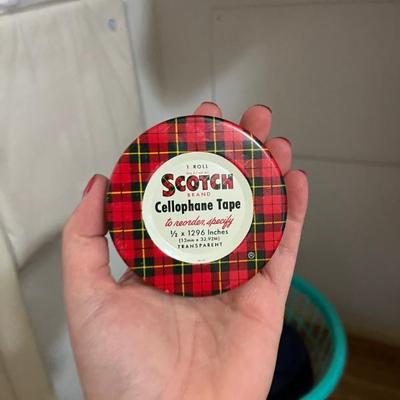 1 ROLL
SCOTCH
BRAND
Cellophane Tape
to reorder, specify
½ x 1296 Inches
(12mm x 32,92M)
TRANSPARENT
®